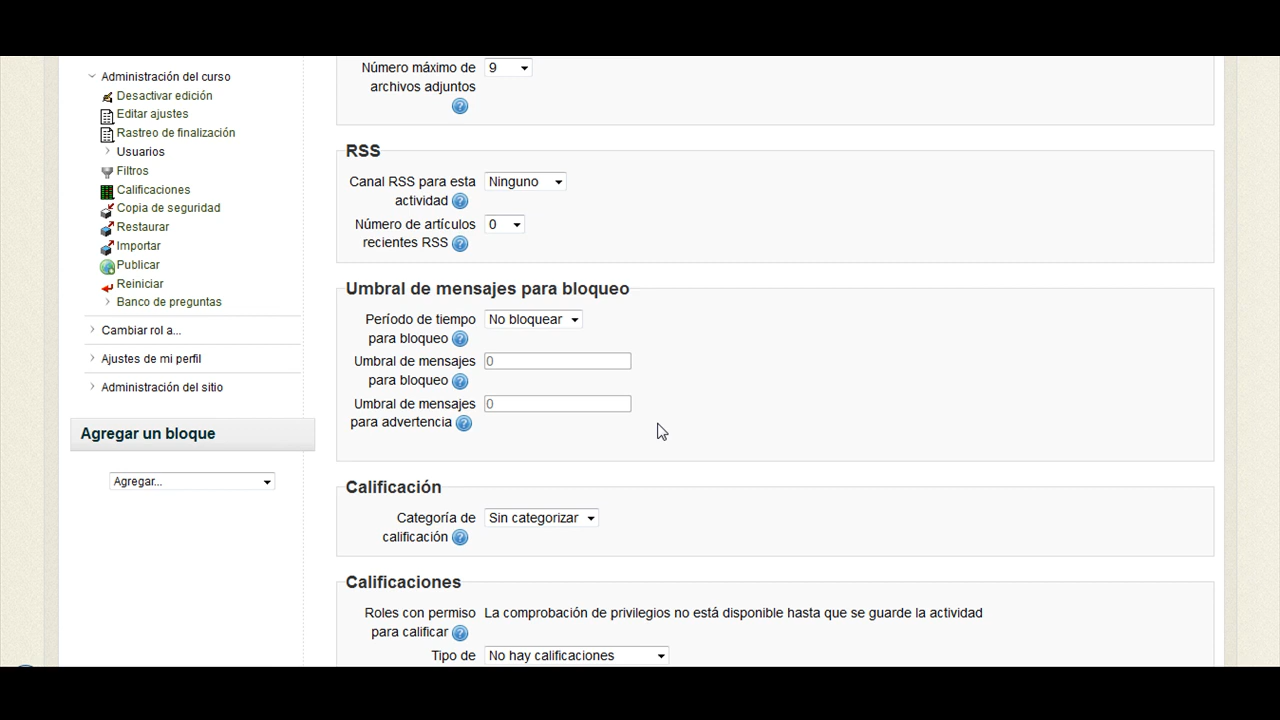 Administración del curso
Desactivar edición
Editar ajustes
Rastreo de finalización
Usuarios
Filtros
Calificaciones
Copia de seguridad
Restaurar
Importar
Publicar
Reiniciar
Banco de preguntas
Cambiar rol a...
Ajustes de mi perfil
Administración del sitio
Agregar un bloque
Agregar...
Número máximo de 9
archivos adjuntos
RSS
Canal RSS para esta Ninguno
actividad
Número de artículos 0
recientes RSS
Umbral de mensajes para bloqueo
Período de tiempo No bloquear
para bloqueo
Umbral de mensajes 0
para bloqueo
Umbral de mensajes 0
para advertencia
Calificación
Categoría de Sin categorizar
calificación
Calificaciones
Roles con permiso La comprobación de privilegios no está disponible hasta que se guarde la actividad
para calificar
Tipo de No hay calificaciones